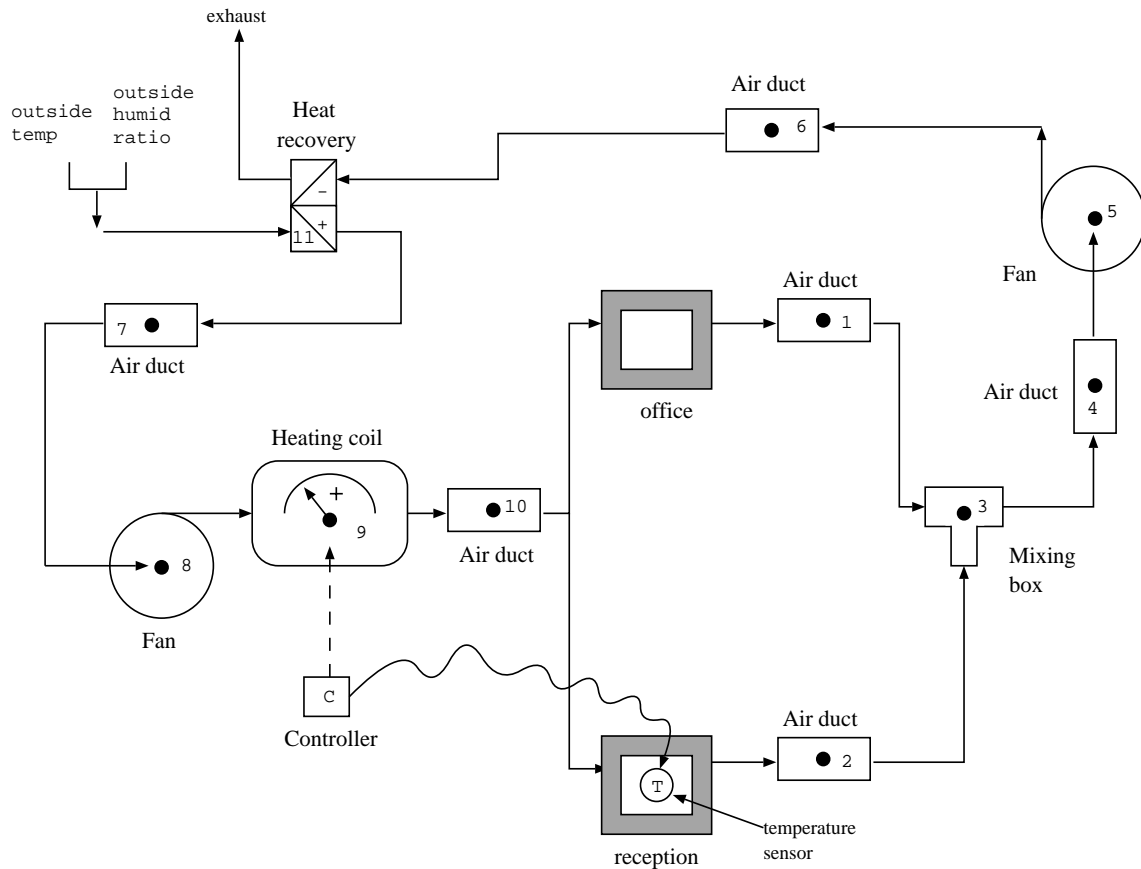 exhaust
outside
temp
outside
humid
ratio
Heat
recovery
-
11
+
Air duct
6
5
Fan
7
Air duct
Air duct
1
office
Air duct
4
Heating coil
+
9
10
Air duct
3
Mixing
box
8
Fan
C
Controller
Air duct
2
T
reception
temperature
sensor